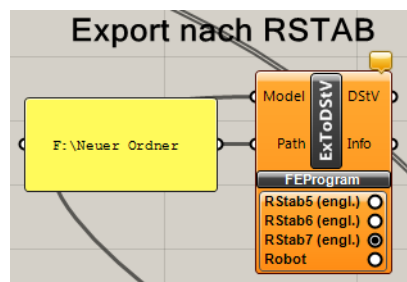 Export nach RSTAB
F:\Neuer Ordner
Model
ExToDStV
DStV
Path
Info
FEProgram
RStab5 (engl.)
RStab6 (engl.)
RStab7 (engl.)
Robot